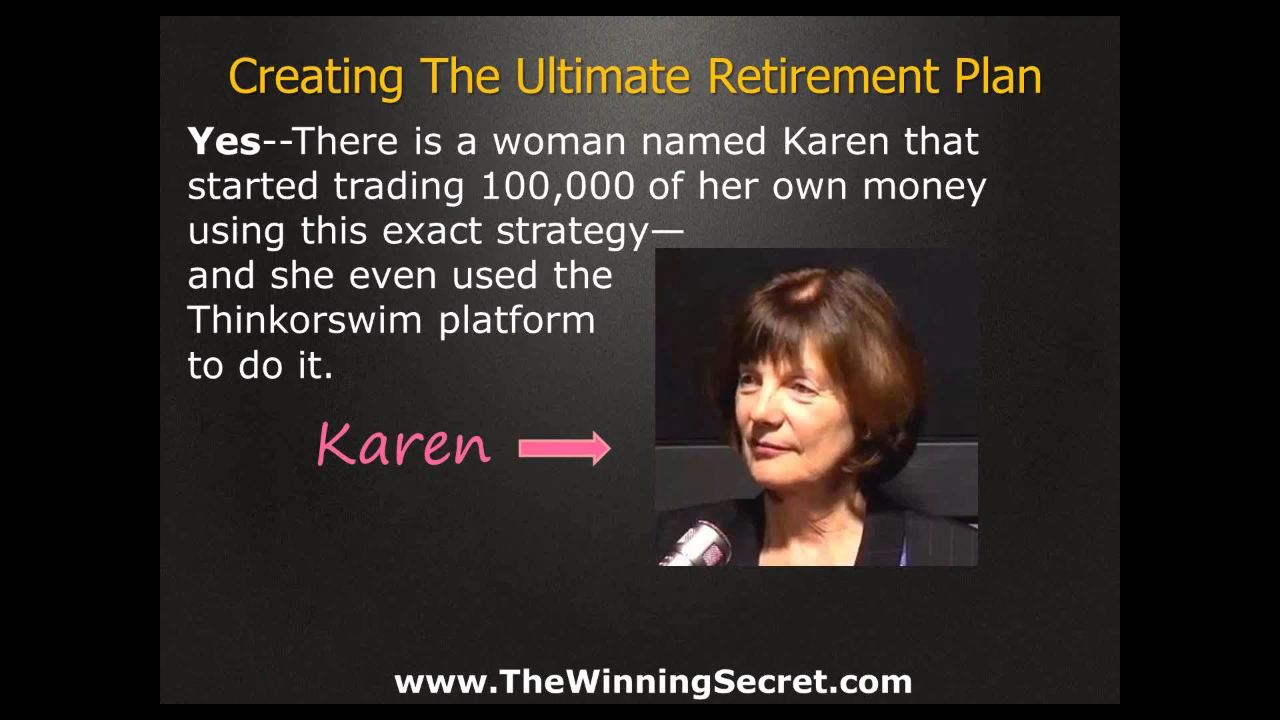 Creating The Ultimate Retirement Plan
Yes--There is a woman named Karen that
started trading 100,000 of her own money
using this exact strategy—
and she even used the
Thinkorswim platform
to do it.
Karen
www.TheWinningSecret.com